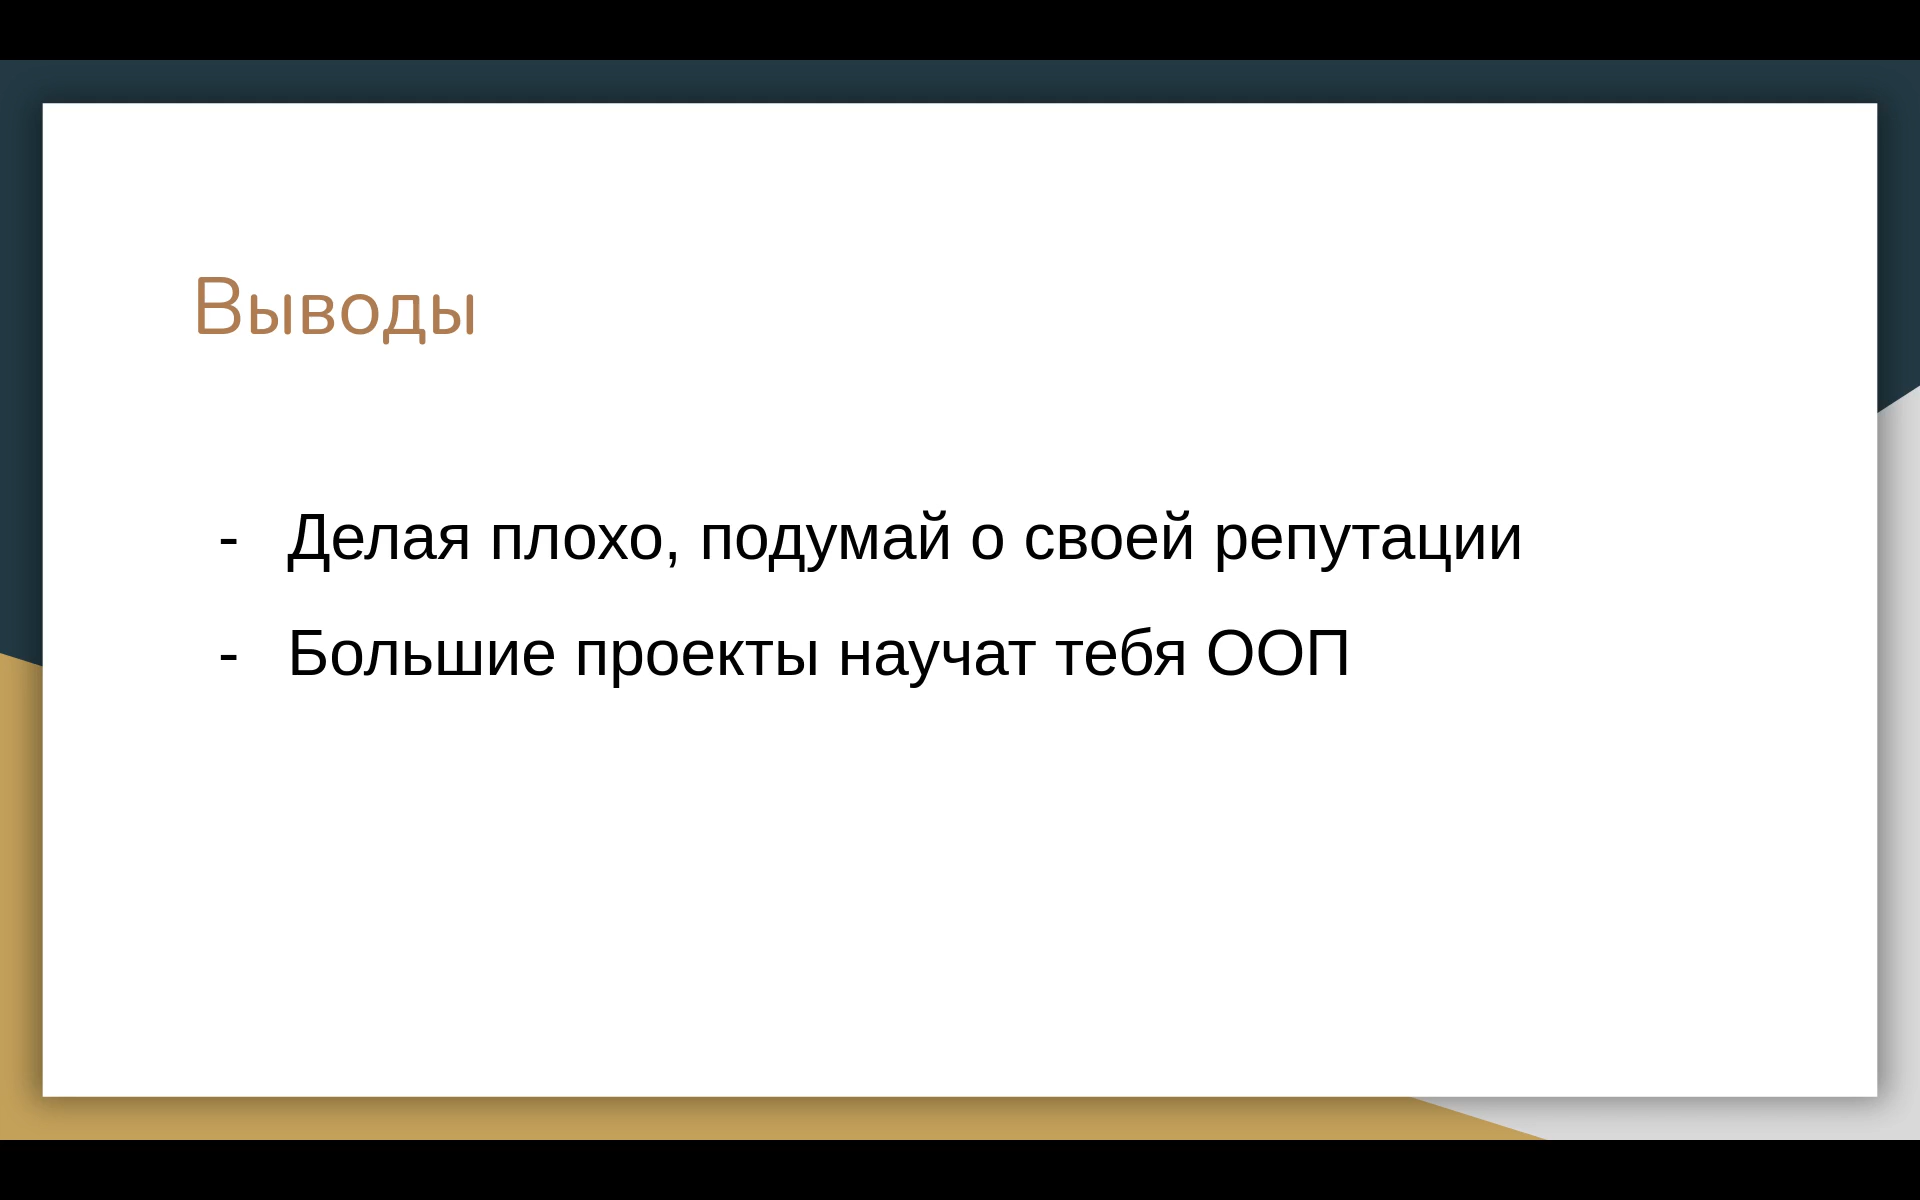 Выводы
- Делая плохо, подумай о своей репутации
- Большие проекты научат тебя ООП